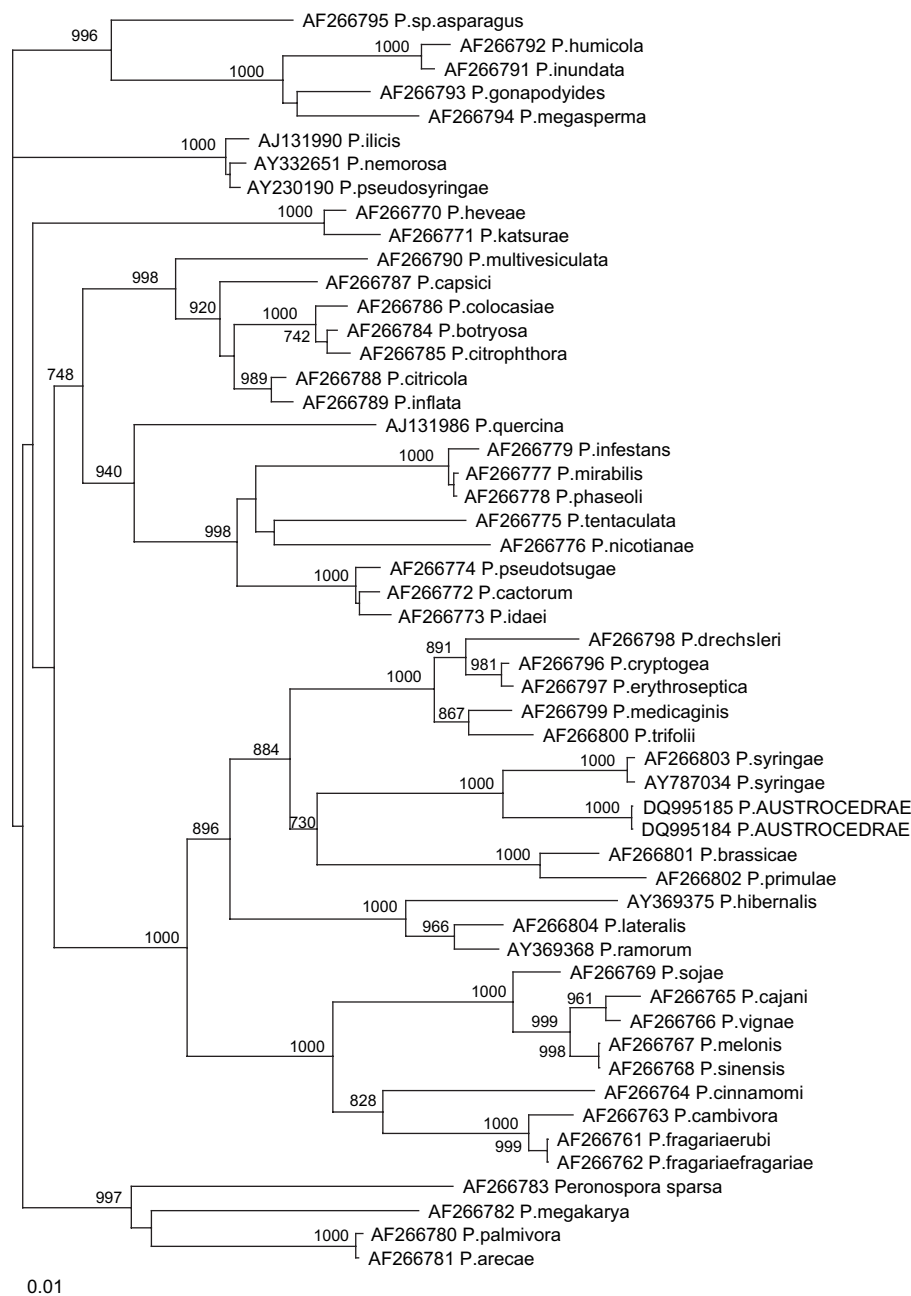 AF266795 P.sp.asparagus
996
AF266792 P.humicola
1000
AF266791 P.inundata
1000
AF266793 P.gonapodyides
AF266794 P.megasperma
AJ131990 P.ilicis
1000
AY332651 P.nemorosa
AY230190 P.pseudosyringae
AF266770 P.heveae
1000
AF266771 P.katsurae
AF266790 P.multivesiculata
998
AF266787 P.capsici
920
AF266786 P.colocasiae
1000
AF266784 P.botryosa
742
AF266785 P.citrophthora
748
AF266788 P.citricola
989
AF266789 P.inflata
AJ131986 P.quercina
AF266779 P.infestans
1000
940
AF266777 P.mirabilis
AF266778 P.phaseoli
AF266775 P.tentaculata
998
AF266776 P.nicotianae
AF266774 P.pseudotsugae
1000
AF266772 P.cactorum
AF266773 P.idaei
AF266798 P.drechsleri
891
AF266796 P.cryptogea
981
1000
AF266797 P.erythroseptica
AF266799 P.medicaginis
867
AF266800 P.trifolii
884
AF266803 P.syringae
1000
AY787034 P.syringae
1000
DQ995185 P.AUSTROCEDRAE
1000
730
DQ995184 P.AUSTROCEDRAE
896
AF266801 P.brassicae
1000
AF266802 P.primulae
AY369375 P.hibernalis
1000
AF266804 P.lateralis
966
1000
AY369368 P.ramorum
AF266769 P.sojae
1000
AF266765 P.cajani
961
AF266766 P.vignae
999
AF266767 P.melonis
1000
998
AF266768 P.sinensis
AF266764 P.cinnamomi
828
AF266763 P.cambivora
1000
AF266761 P.fragariaerubi
999
AF266762 P.fragariaefragariae
AF266783 Peronospora sparsa
997
AF266782 P.megakarya
AF266780 P.palmivora
1000
AF266781 P.arecae
0.01